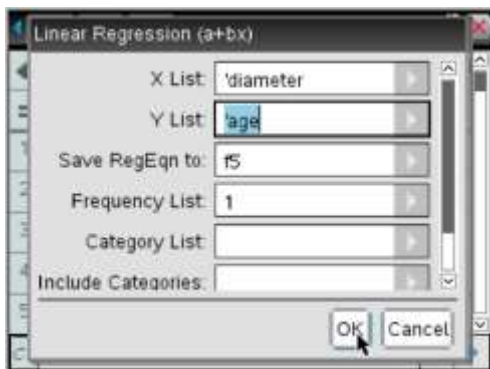 Linear Regression (a+bx)
X List: 'diameter
Y List: 'age
Save RegEqn to: f5
Frequency List: 1
Category List:
Include Categories:
OK Cancel